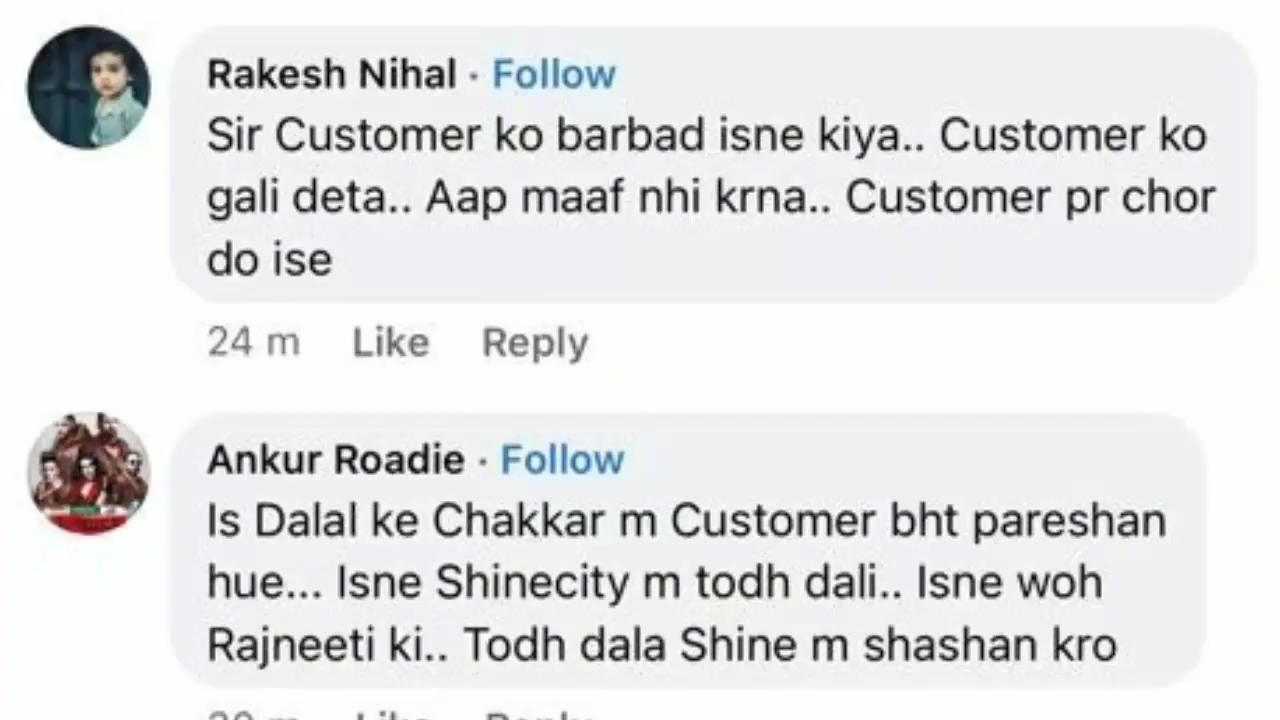 Rakesh Nihal · Follow
Sir Customer ko barbad isne kiya.. Customer ko
gali deta.. Aap maaf nhi krna.. Customer pr chor
do ise
24 m Like Reply
Ankur Roadie · Follow
Is Dalal ke Chakkar m Customer bht pareshan
hue... Isne Shinecity m todh dali.. Isne woh
Rajneeti ki.. Todh dala Shine m shashan kro
Like Reply